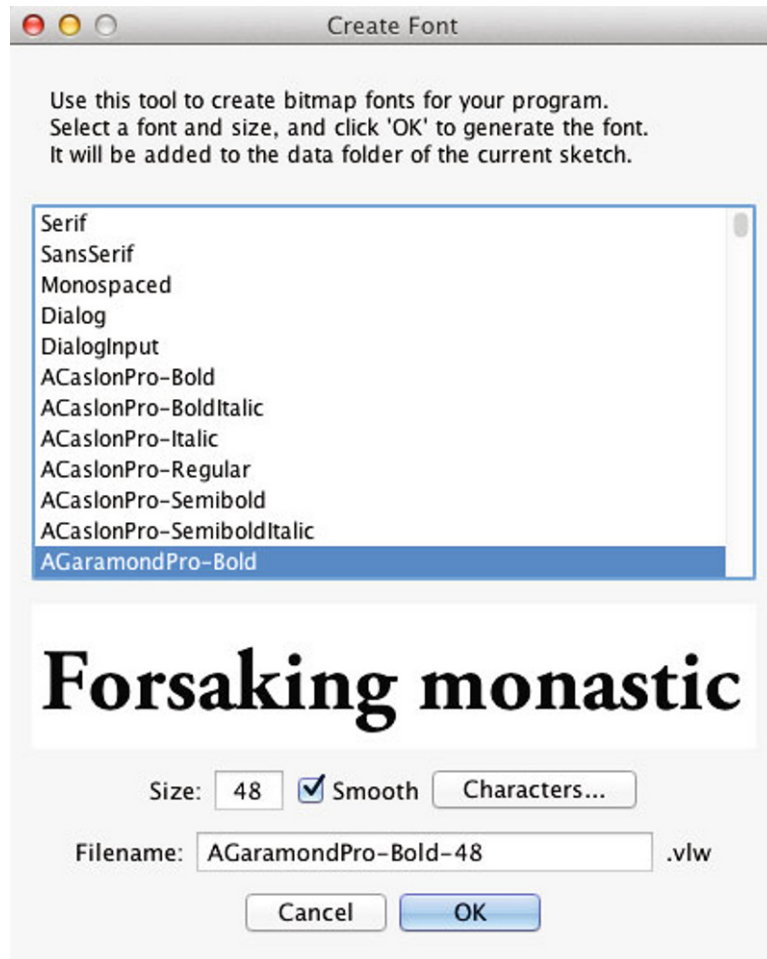 Create Font
Use this tool to create bitmap fonts for your program.
Select a font and size, and click 'OK' to generate the font.
It will be added to the data folder of the current sketch.
Serif
SansSerif
Monospaced
Dialog
DialogInput
ACaslonPro-Bold
ACaslonPro-BoldItalic
ACaslonPro-Italic
ACaslonPro-Regular
ACaslonPro-Semibold
ACaslonPro-SemiboldItalic
AGaramondPro-Bold
Forsaking monastic
Size: 48 Smooth Characters...
Filename: AGaramondPro-Bold-48 .vlw
Cancel OK